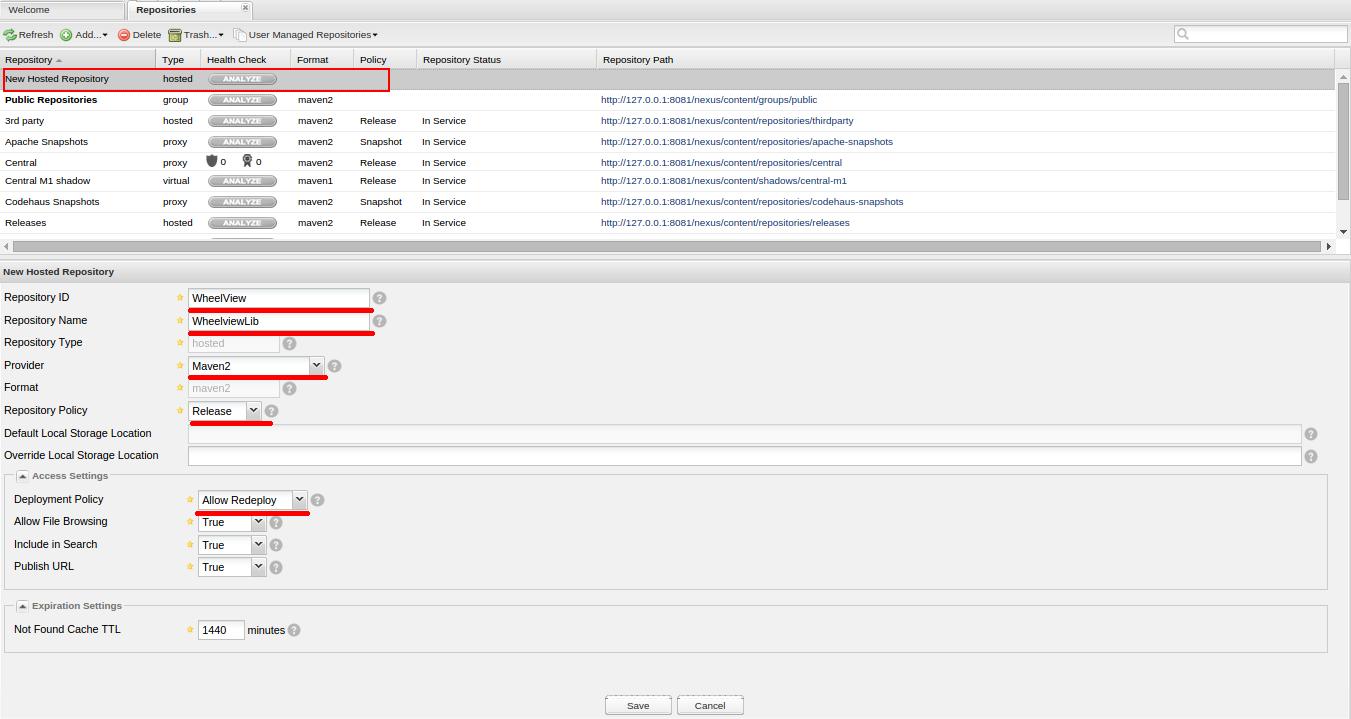 Welcome Repositories
Refresh Add... Delete Trash... User Managed Repositories
Repository Type Health Check Format Policy Repository Status Repository Path
New Hosted Repository hosted ANALYZE
Public Repositories group ANALYZE maven2 http://127.0.0.1:8081/nexus/content/groups/public
3rd party hosted ANALYZE maven2 Release In Service http://127.0.0.1:8081/nexus/content/repositories/thirdparty
Apache Snapshots proxy ANALYZE maven2 Snapshot In Service http://127.0.0.1:8081/nexus/content/repositories/apache-snapshots
Central proxy 0 0 maven2 Release In Service http://127.0.0.1:8081/nexus/content/repositories/central
Central M1 shadow virtual ANALYZE maven1 Release In Service http://127.0.0.1:8081/nexus/content/shadows/central-m1
Codehaus Snapshots proxy ANALYZE maven2 Snapshot In Service http://127.0.0.1:8081/nexus/content/repositories/codehaus-snapshots
Releases hosted ANALYZE maven2 Release In Service http://127.0.0.1:8081/nexus/content/repositories/releases
New Hosted Repository
Repository ID WheelView ?
Repository Name WheelviewLib ?
Repository Type hosted ?
Provider Maven2 ?
Format maven2 ?
Repository Policy Release ?
Default Local Storage Location ?
Override Local Storage Location ?
Access Settings
Deployment Policy Allow Redeploy ?
Allow File Browsing True ?
Include in Search True ?
Publish URL True ?
Expiration Settings
Not Found Cache TTL 1440 minutes ?
Save Cancel